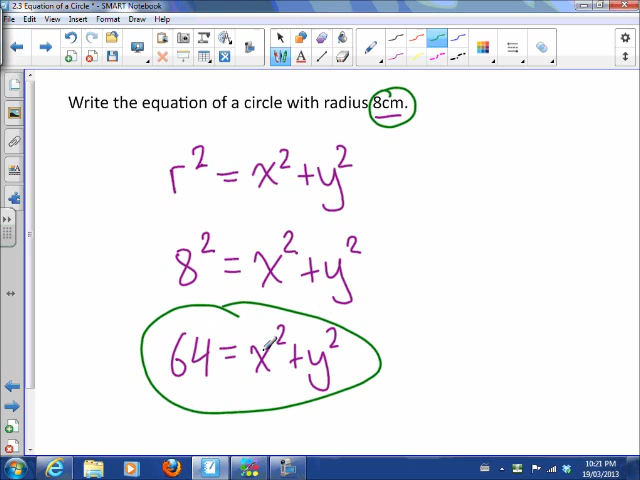 2.3 Equation of a Circle * - SMART Notebook
File Edit View Insert Format Tools Draw Help
Write the equation of a circle with radius 8cm.
r² = x² + y²
8² = x² + y²
64 = x² + y²
10:21 PM
19/03/2013